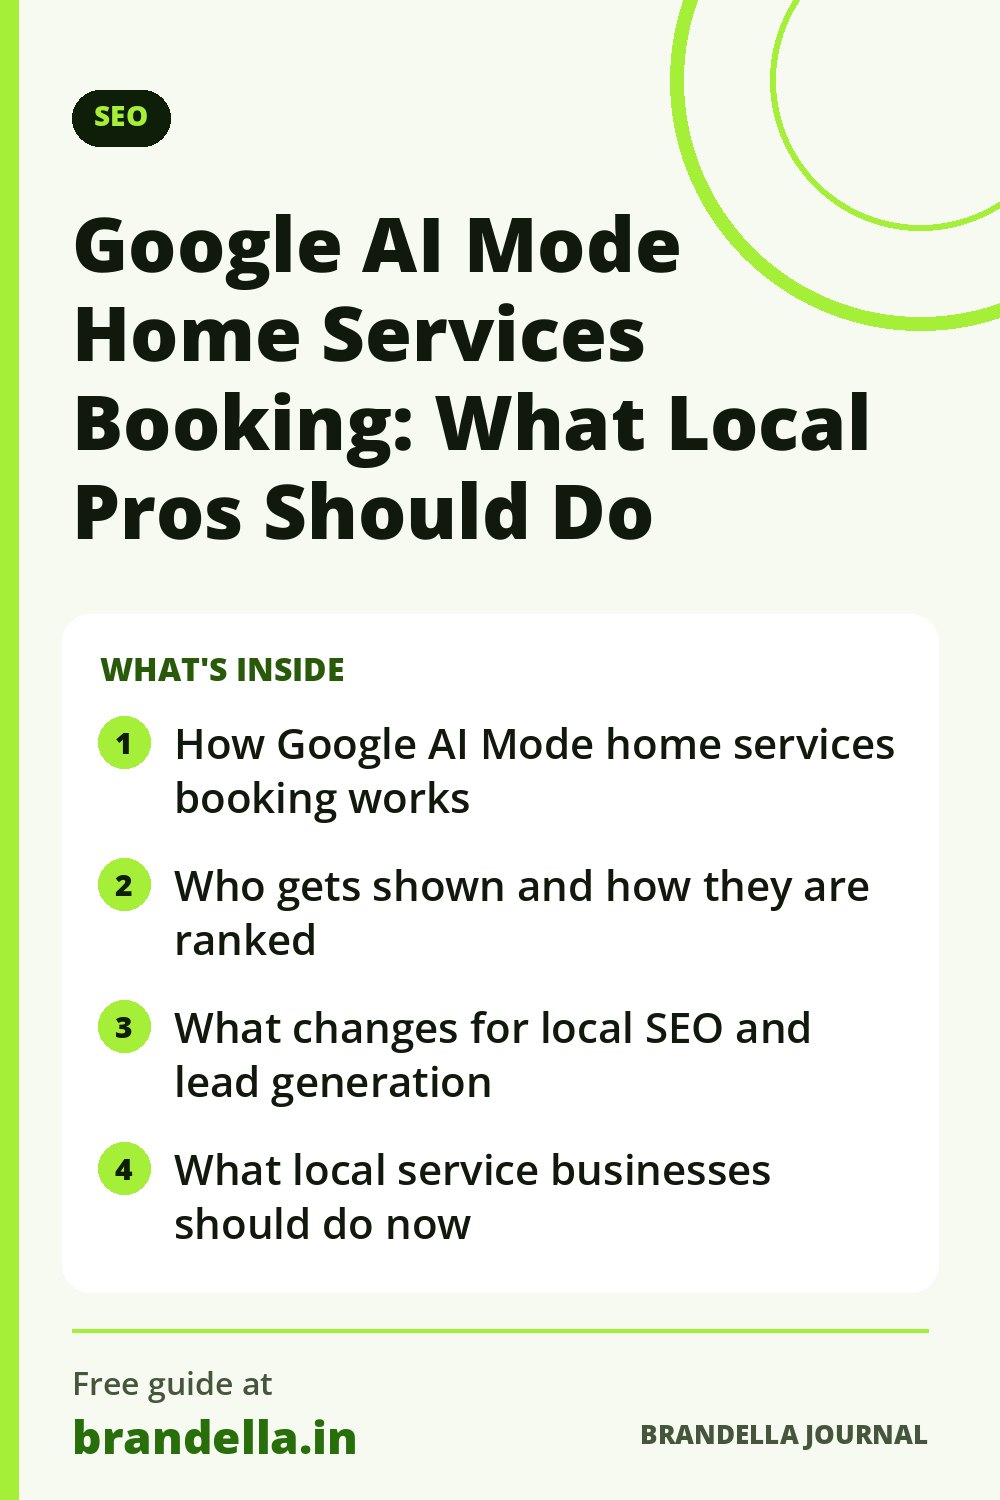 SEO
Google AI Mode
Home Services
Booking: What Local
Pros Should Do
WHAT'S INSIDE
1 How Google AI Mode home services
booking works
2 Who gets shown and how they are
ranked
3 What changes for local SEO and
lead generation
4 What local service businesses
should do now
Free guide at
brandella.in
BRANDELLA JOURNAL